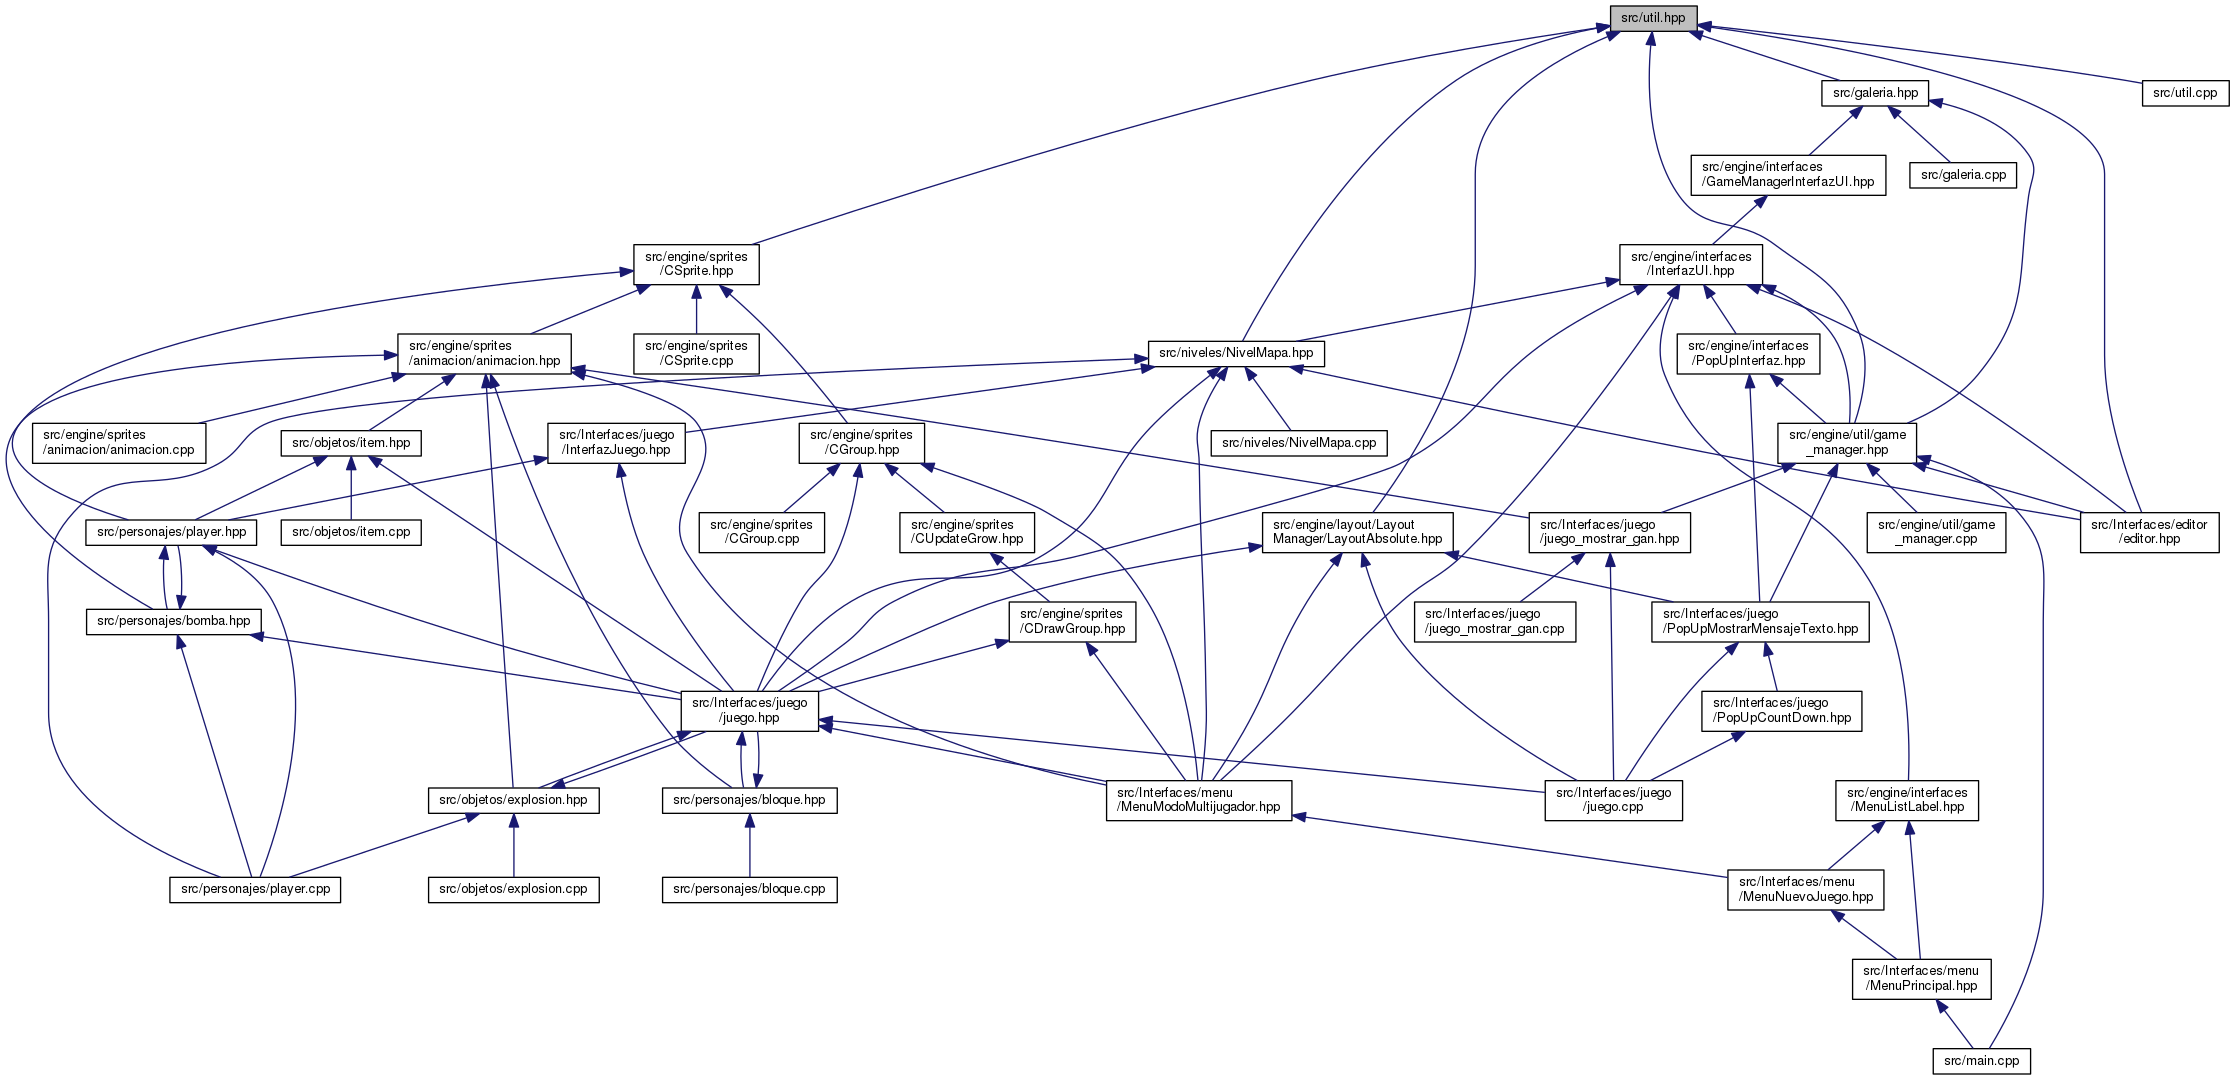 src/util.hpp
src/galeria.hpp
src/util.cpp
src/engine/interfaces
/GameManagerInterfazUI.hpp
src/galeria.cpp
src/engine/sprites
/CSprite.hpp
src/engine/interfaces
/InterfazUI.hpp
src/engine/sprites
/animacion/animacion.hpp
src/engine/sprites
/CSprite.cpp
src/niveles/NivelMapa.hpp
src/engine/interfaces
/PopUpInterfaz.hpp
src/engine/sprites
/animacion/animacion.cpp
src/objetos/item.hpp
src/Interfaces/juego
/InterfazJuego.hpp
src/engine/sprites
/CGroup.hpp
src/niveles/NivelMapa.cpp
src/engine/util/game
_manager.hpp
src/personajes/player.hpp
src/objetos/item.cpp
src/engine/sprites
/CGroup.cpp
src/engine/sprites
/CUpdateGrow.hpp
src/engine/layout/Layout
Manager/LayoutAbsolute.hpp
src/Interfaces/juego
/juego_mostrar_gan.hpp
src/engine/util/game
_manager.cpp
src/Interfaces/editor
/editor.hpp
src/personajes/bomba.hpp
src/engine/sprites
/CDrawGroup.hpp
src/Interfaces/juego
/juego_mostrar_gan.cpp
src/Interfaces/juego
/PopUpMostrarMensajeTexto.hpp
src/Interfaces/juego
/juego.hpp
src/Interfaces/juego
/PopUpCountDown.hpp
src/objetos/explosion.hpp
src/personajes/bloque.hpp
src/Interfaces/menu
/MenuModoMultijugador.hpp
src/Interfaces/juego
/juego.cpp
src/engine/interfaces
/MenuListLabel.hpp
src/personajes/player.cpp
src/objetos/explosion.cpp
src/personajes/bloque.cpp
src/Interfaces/menu
/MenuNuevoJuego.hpp
src/Interfaces/menu
/MenuPrincipal.hpp
src/main.cpp